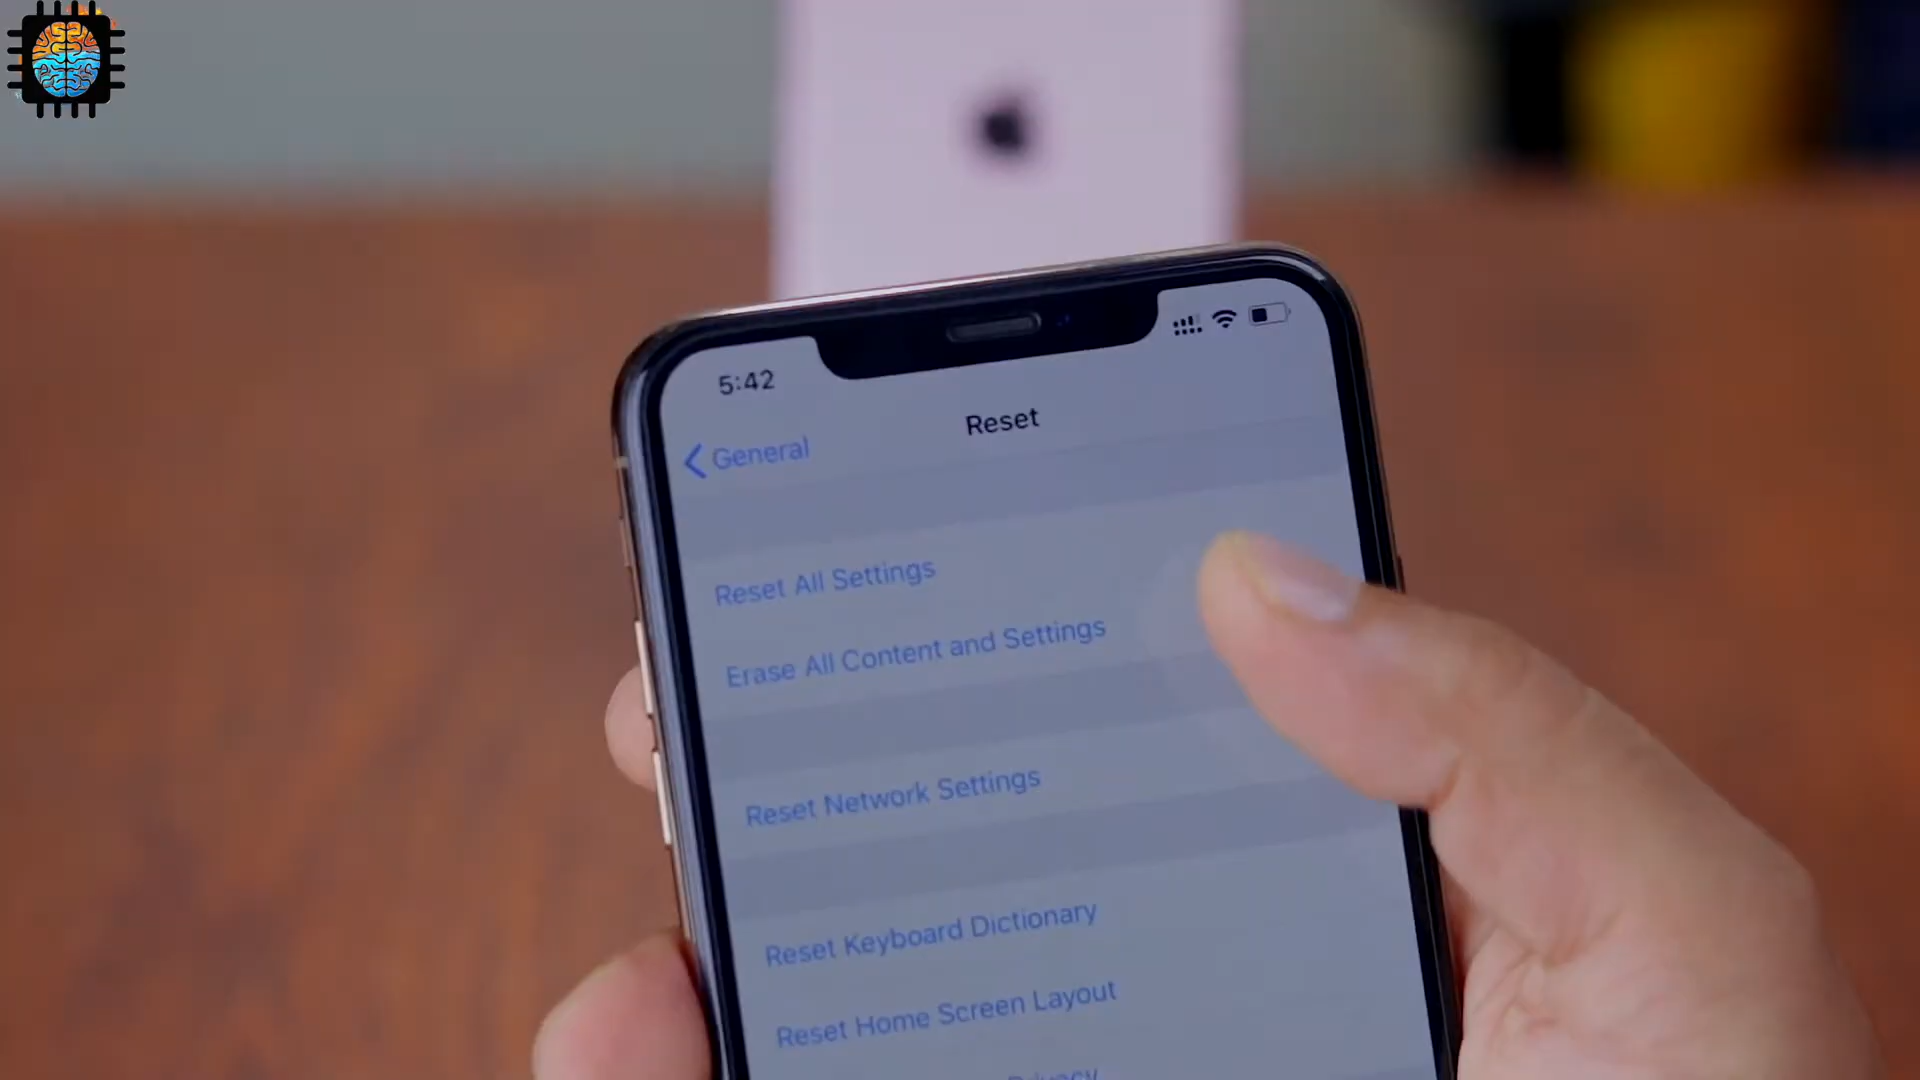 5:42
General
Reset
Reset All Settings
Erase All Content and Settings
Reset Network Settings
Reset Keyboard Dictionary
Reset Home Screen Layout
Privacy